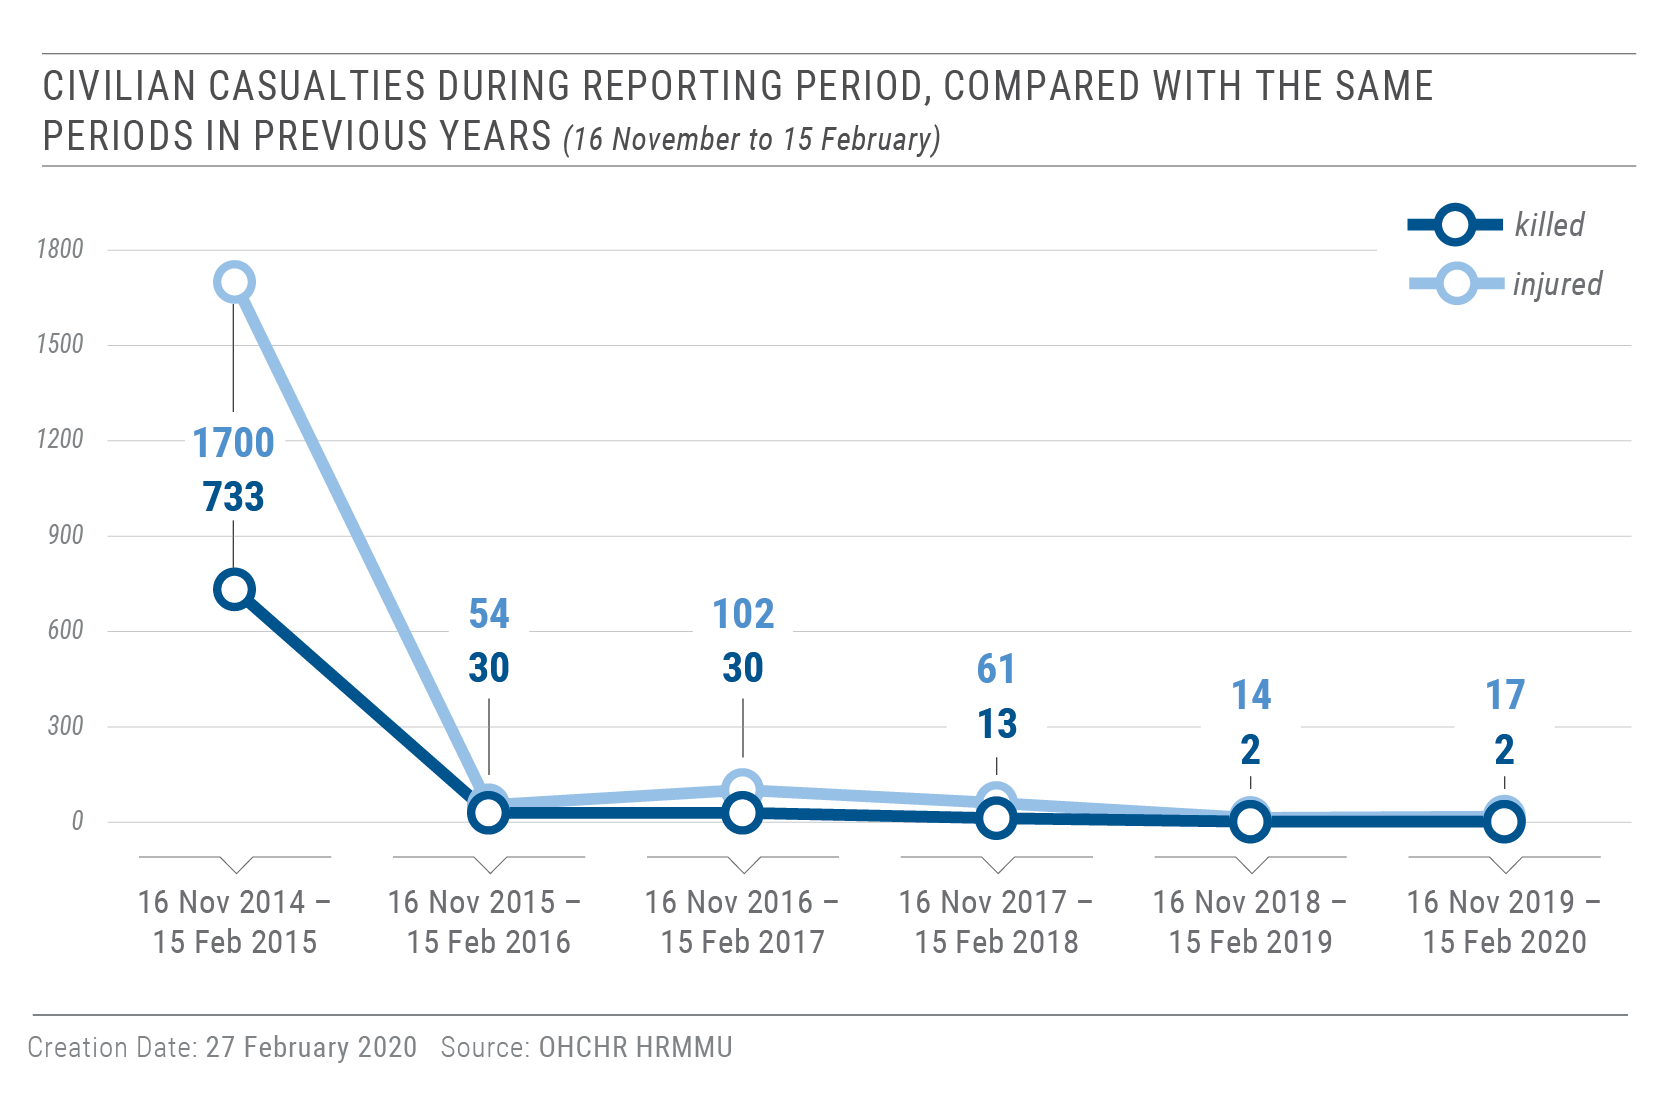 CIVILIAN CASUALTIES DURING REPORTING PERIOD, COMPARED WITH THE SAME
PERIODS IN PREVIOUS YEARS (16 November to 15 February)
killed
injured
1800
1500
1200
900
600
300
0
1700
733
54
30
102
30
61
13
14
2
17
2
16 Nov 2014 –
15 Feb 2015
16 Nov 2015 –
15 Feb 2016
16 Nov 2016 –
15 Feb 2017
16 Nov 2017 –
15 Feb 2018
16 Nov 2018 –
15 Feb 2019
16 Nov 2019 –
15 Feb 2020
Creation Date: 27 February 2020 Source: OHCHR HRMMU